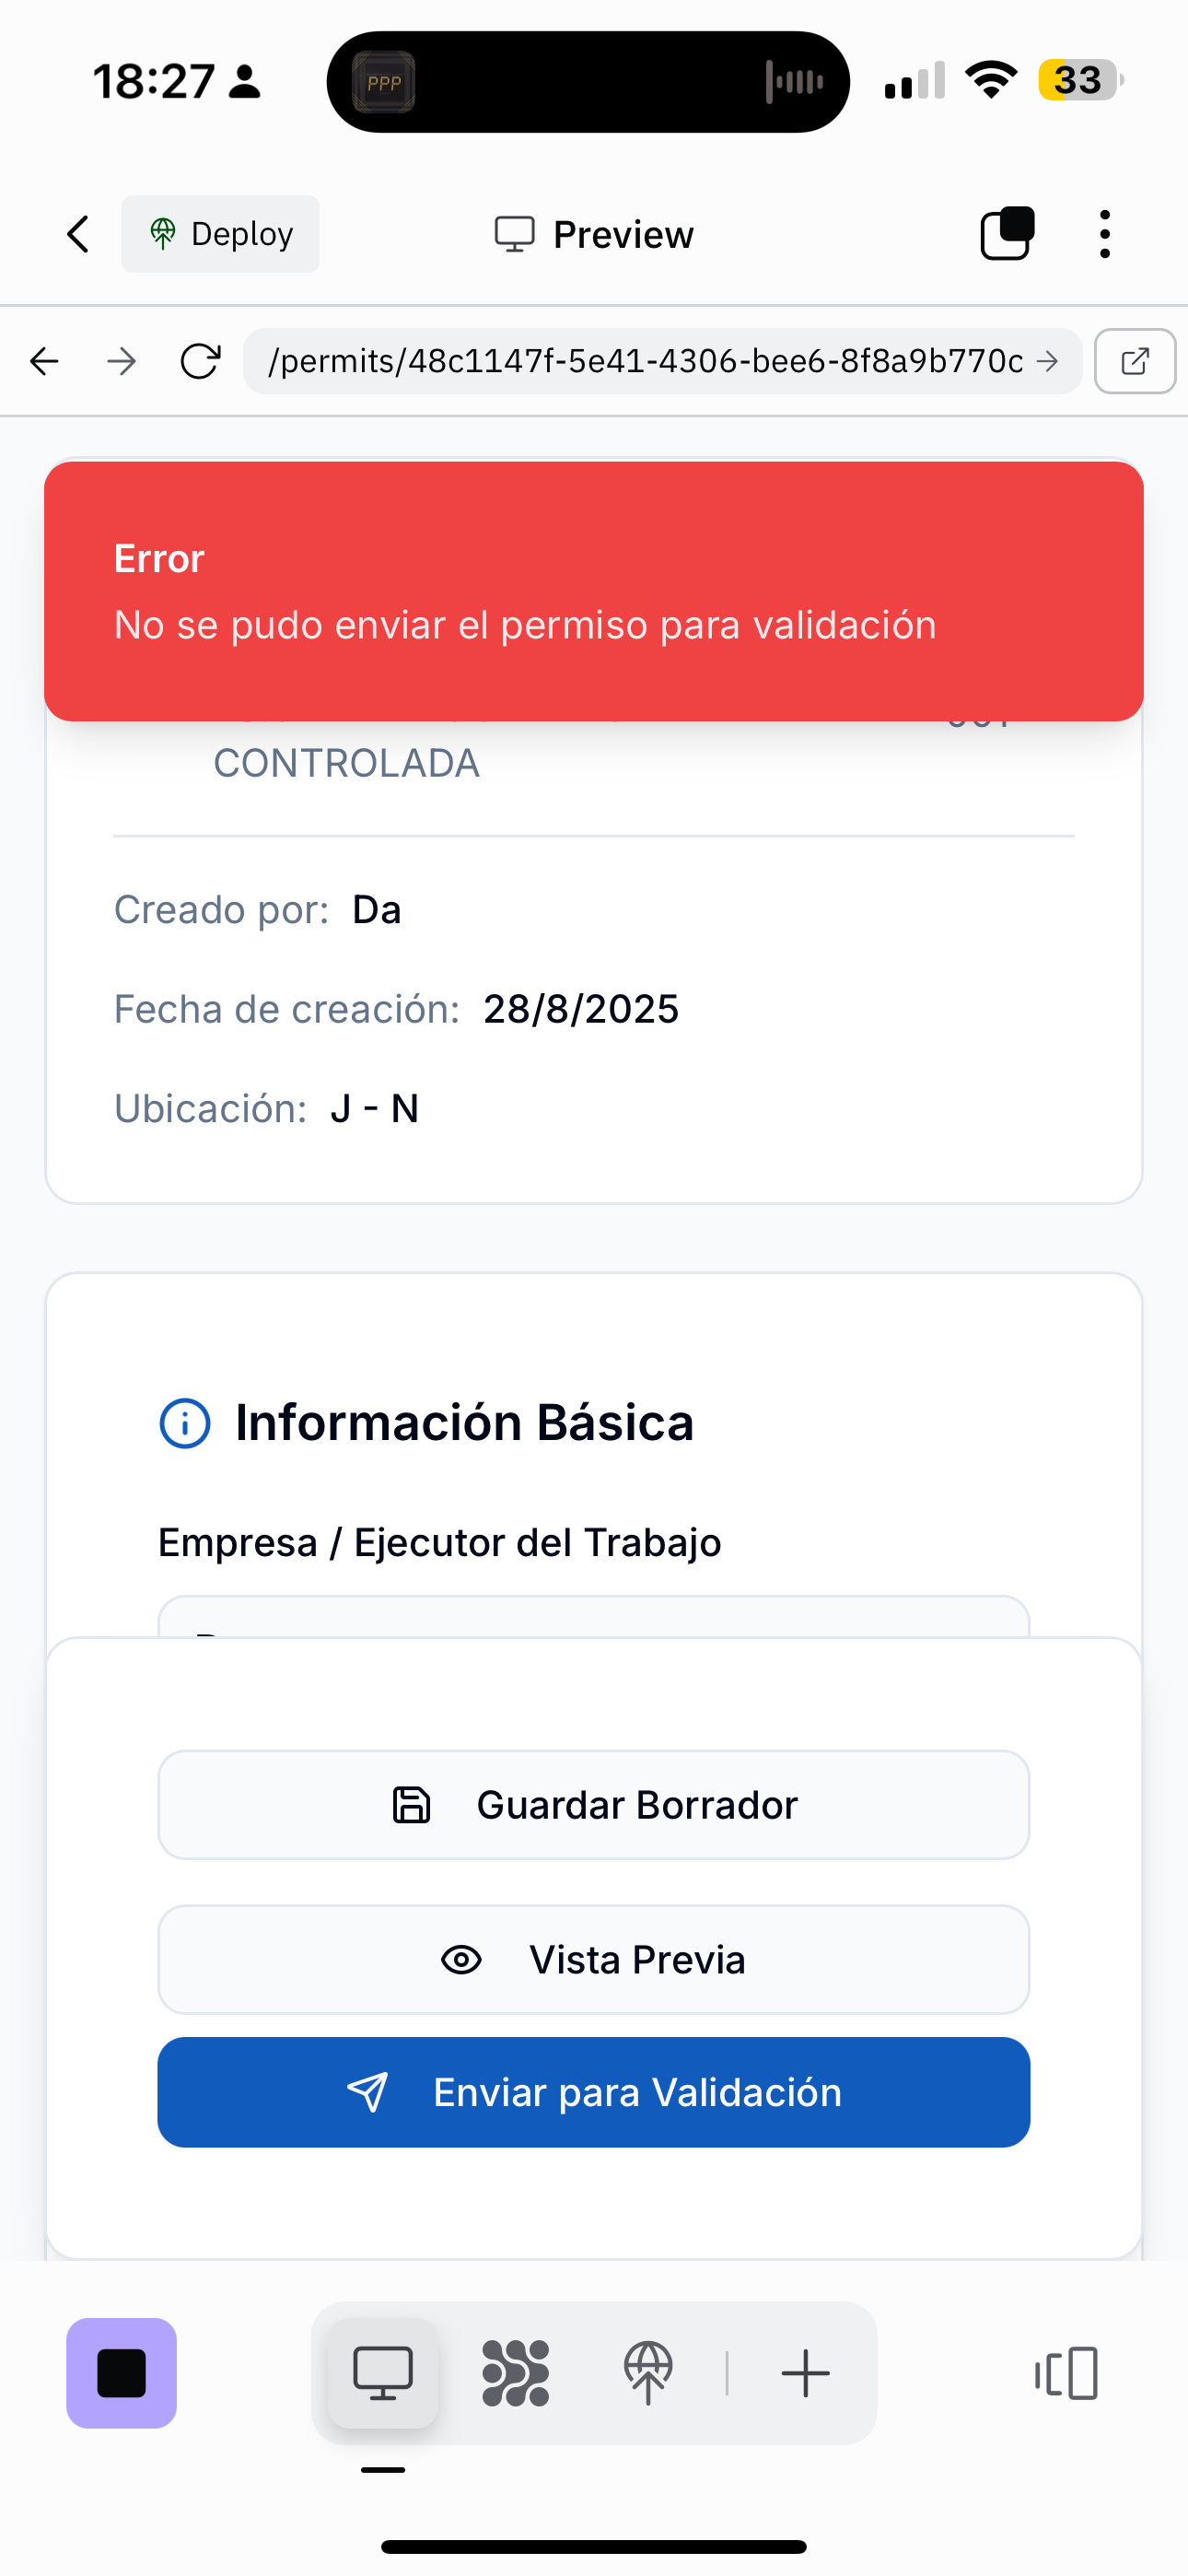 18:27
PPP
33
Deploy
Preview
/permits/48c1147f-5e41-4306-bee6-8f8a9b770c
Error
No se pudo enviar el permiso para validación
CONTROLADA
Creado por: Da
Fecha de creación: 28/8/2025
Ubicación: J - N
Información Básica
Empresa / Ejecutor del Trabajo
Guardar Borrador
Vista Previa
Enviar para Validación